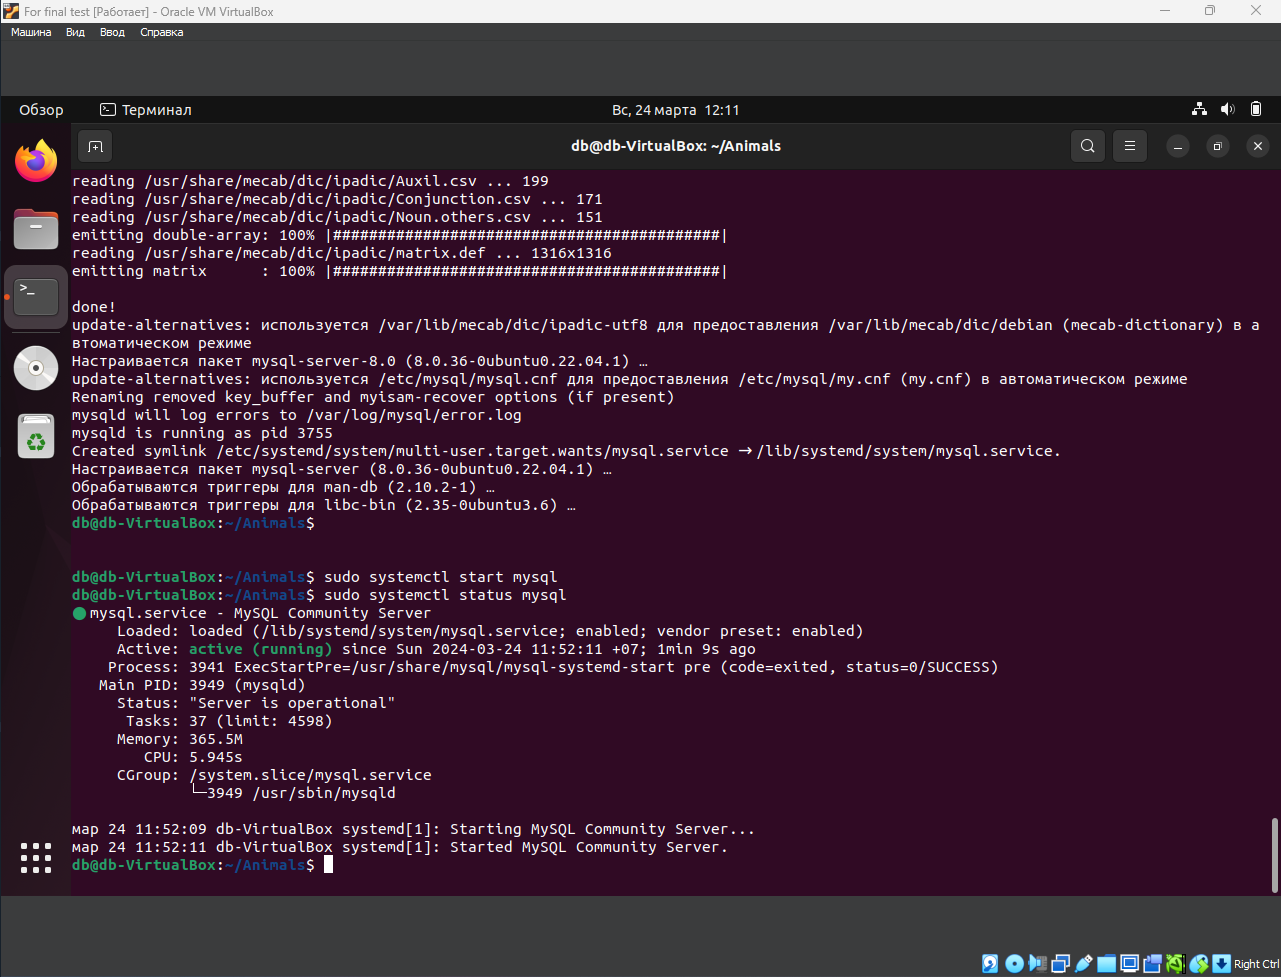 For final test [Работает] - Oracle VM VirtualBox
Машина Вид Ввод Справка
Обзор Терминал Вс, 24 марта 12:11
db@db-VirtualBox: ~/Animals
reading /usr/share/mecab/dic/ipadic/Auxil.csv ... 199
reading /usr/share/mecab/dic/ipadic/Conjunction.csv ... 171
reading /usr/share/mecab/dic/ipadic/Noun.others.csv ... 151
emitting double-array: 100% |###########################################|
reading /usr/share/mecab/dic/ipadic/matrix.def ... 1316x1316
emitting matrix      : 100% |###########################################|
done!
update-alternatives: используется /var/lib/mecab/dic/ipadic-utf8 для предоставления /var/lib/mecab/dic/debian (mecab-dictionary) в а
втоматическом режиме
Настраивается пакет mysql-server-8.0 (8.0.36-0ubuntu0.22.04.1) …
update-alternatives: используется /etc/mysql/mysql.cnf для предоставления /etc/mysql/my.cnf (my.cnf) в автоматическом режиме
Renaming removed key_buffer and myisam-recover options (if present)
mysqld will log errors to /var/log/mysql/error.log
mysqld is running as pid 3755
Created symlink /etc/systemd/system/multi-user.target.wants/mysql.service → /lib/systemd/system/mysql.service.
Настраивается пакет mysql-server (8.0.36-0ubuntu0.22.04.1) …
Обрабатываются триггеры для man-db (2.10.2-1) …
Обрабатываются триггеры для libc-bin (2.35-0ubuntu3.6) …
db@db-VirtualBox:~/Animals$
db@db-VirtualBox:~/Animals$ sudo systemctl start mysql
db@db-VirtualBox:~/Animals$ sudo systemctl status mysql
● mysql.service - MySQL Community Server
Loaded: loaded (/lib/systemd/system/mysql.service; enabled; vendor preset: enabled)
Active: active (running) since Sun 2024-03-24 11:52:11 +07; 1min 9s ago
Process: 3941 ExecStartPre=/usr/share/mysql/mysql-systemd-start pre (code=exited, status=0/SUCCESS)
Main PID: 3949 (mysqld)
Status: "Server is operational"
Tasks: 37 (limit: 4598)
Memory: 365.5M
CPU: 5.945s
CGroup: /system.slice/mysql.service
└─3949 /usr/sbin/mysqld
мар 24 11:52:09 db-VirtualBox systemd[1]: Starting MySQL Community Server...
мар 24 11:52:11 db-VirtualBox systemd[1]: Started MySQL Community Server.
db@db-VirtualBox:~/Animals$
Right Ctrl